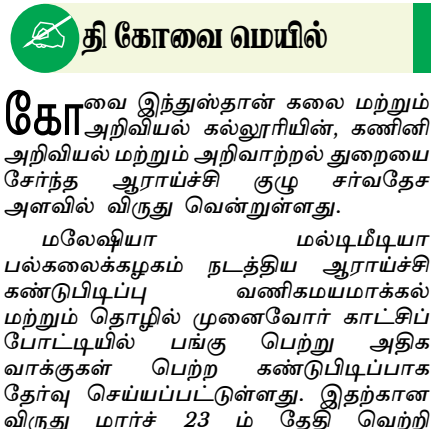 தி கோவை மெயில்
கோவை இந்துஸ்தான் கலை மற்றும்
அறிவியல் கல்லூரியின், கணினி
அறிவியல் மற்றும் அறிவாற்றல் துறையை
சேர்ந்த ஆராய்ச்சி குழு சர்வதேச
அளவில் விருது வென்றுள்ளது.
மலேஷியா மல்டிமீடியா
பல்கலைக்கழகம் நடத்திய ஆராய்ச்சி
கண்டுபிடிப்பு வணிகமயமாக்கல்
மற்றும் தொழில் முனைவோர் காட்சிப்
போட்டியில் பங்கு பெற்று அதிக
வாக்குகள் பெற்ற கண்டுபிடிப்பாக
தேர்வு செய்யப்பட்டுள்ளது. இதற்கான
விருது மார்ச் 23 ம் தேதி வெற்றி